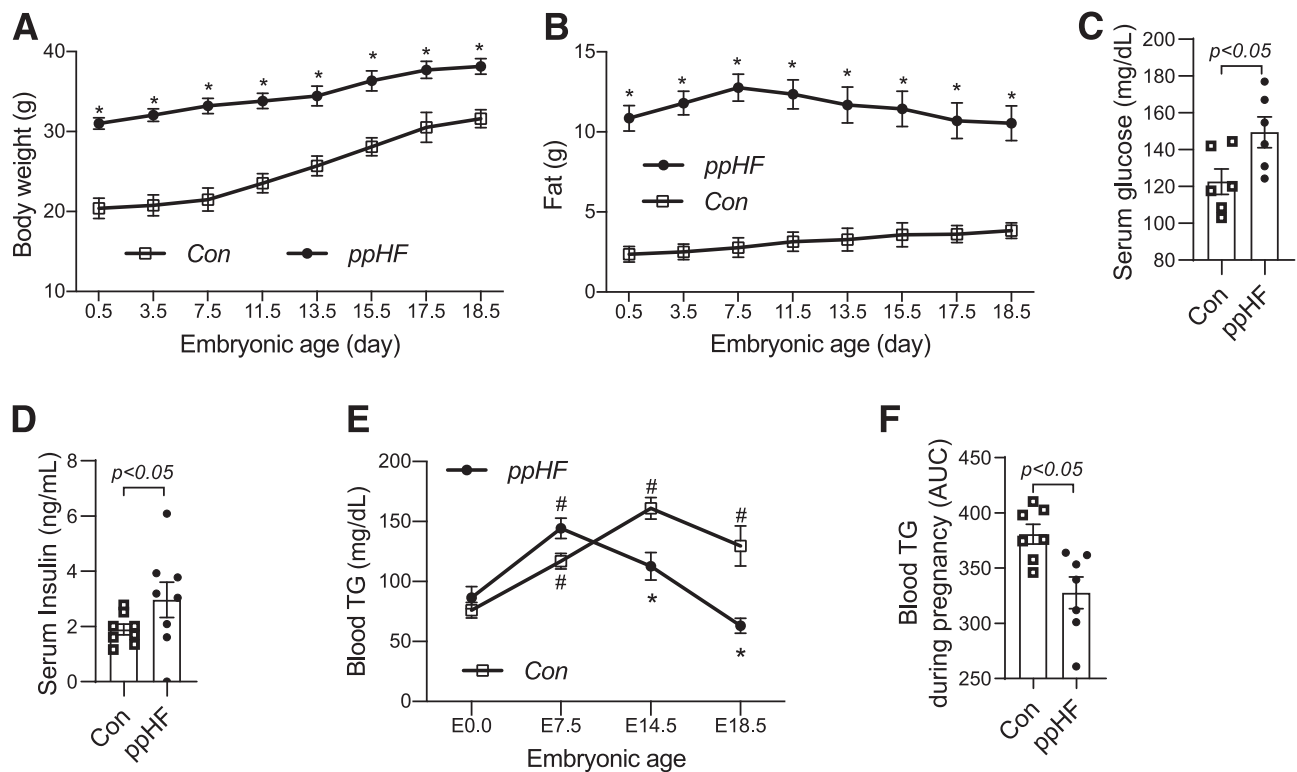 A
Body weight (g)
40
30
20
10
* * * * * * * *
Con
ppHF
0.5 3.5 7.5 11.5 13.5 15.5 17.5 18.5
Embryonic age (day)
B
Fat (g)
15
10
5
0
* * * * * * * *
ppHF
Con
0.5 3.5 7.5 11.5 13.5 15.5 17.5 18.5
Embryonic age (day)
C
Serum glucose (mg/dL)
200
180
160
140
120
100
80
p<0.05
Con
ppHF
D
Serum Insulin (ng/mL)
8
6
4
2
0
p<0.05
Con
ppHF
E
Blood TG (mg/dL)
200
150
100
50
0
ppHF
# # #
#
* *
Con
E0.0 E7.5 E14.5 E18.5
Embryonic age
F
Blood TG
during pregnancy (AUC)
450
400
350
300
250
p<0.05
Con
ppHF